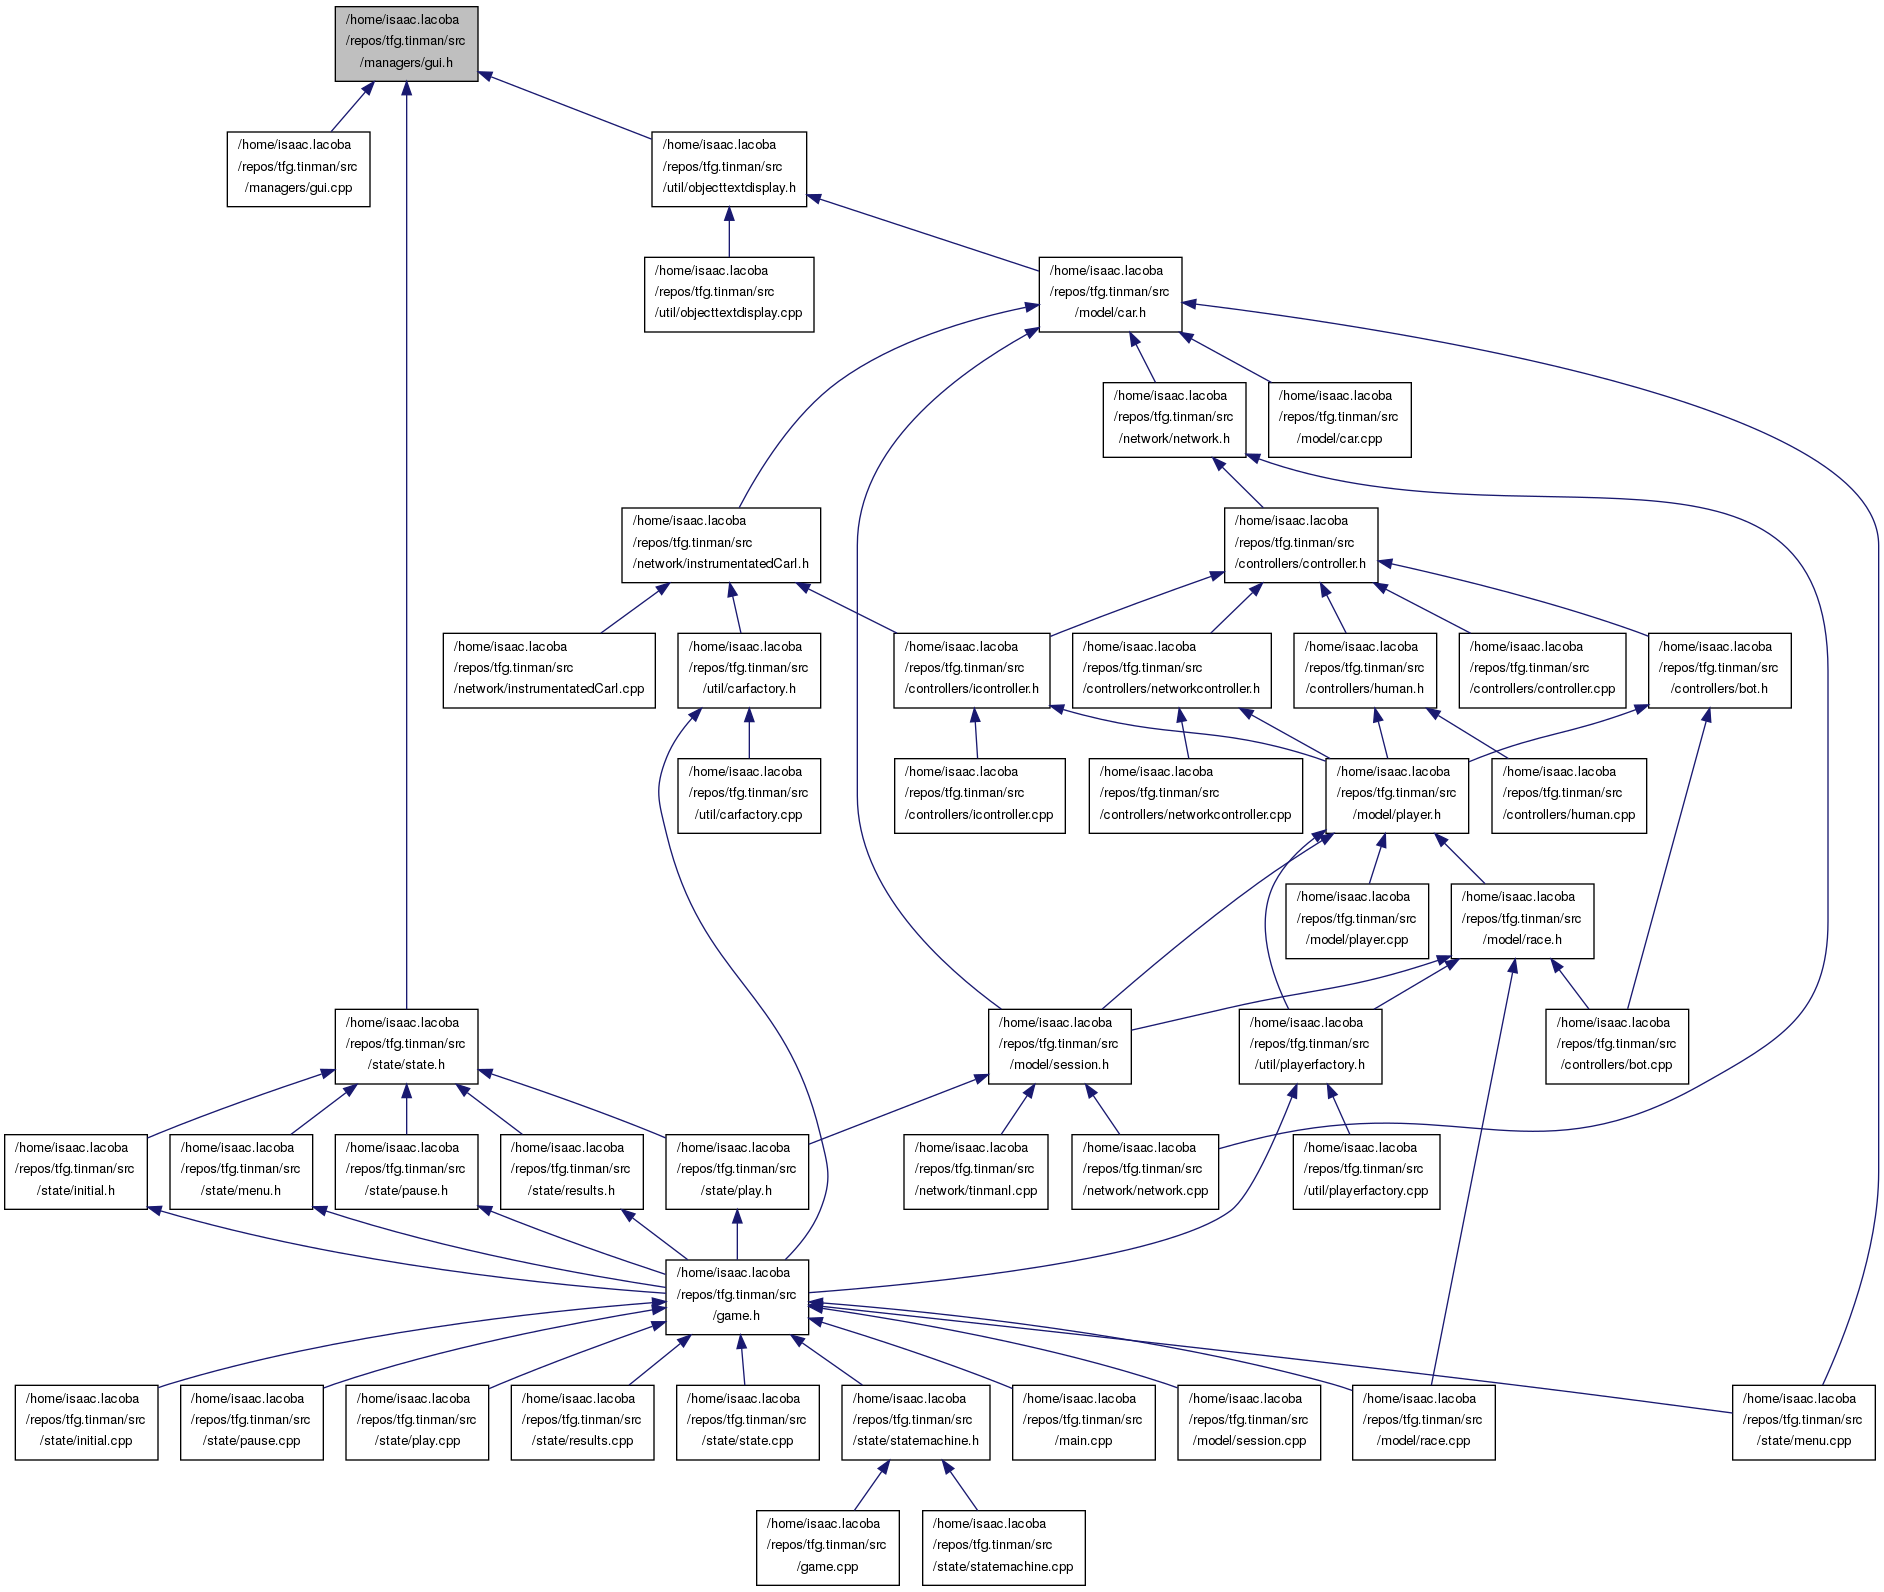 /home/isaac.lacoba
/repos/tfg.tinman/src
/managers/gui.h
/home/isaac.lacoba
/repos/tfg.tinman/src
/managers/gui.cpp
/home/isaac.lacoba
/repos/tfg.tinman/src
/util/objecttextdisplay.h
/home/isaac.lacoba
/repos/tfg.tinman/src
/util/objecttextdisplay.cpp
/home/isaac.lacoba
/repos/tfg.tinman/src
/model/car.h
/home/isaac.lacoba
/repos/tfg.tinman/src
/network/network.h
/home/isaac.lacoba
/repos/tfg.tinman/src
/model/car.cpp
/home/isaac.lacoba
/repos/tfg.tinman/src
/network/instrumentatedCarI.h
/home/isaac.lacoba
/repos/tfg.tinman/src
/controllers/controller.h
/home/isaac.lacoba
/repos/tfg.tinman/src
/network/instrumentatedCarI.cpp
/home/isaac.lacoba
/repos/tfg.tinman/src
/util/carfactory.h
/home/isaac.lacoba
/repos/tfg.tinman/src
/controllers/icontroller.h
/home/isaac.lacoba
/repos/tfg.tinman/src
/controllers/networkcontroller.h
/home/isaac.lacoba
/repos/tfg.tinman/src
/controllers/human.h
/home/isaac.lacoba
/repos/tfg.tinman/src
/controllers/controller.cpp
/home/isaac.lacoba
/repos/tfg.tinman/src
/controllers/bot.h
/home/isaac.lacoba
/repos/tfg.tinman/src
/util/carfactory.cpp
/home/isaac.lacoba
/repos/tfg.tinman/src
/controllers/icontroller.cpp
/home/isaac.lacoba
/repos/tfg.tinman/src
/controllers/networkcontroller.cpp
/home/isaac.lacoba
/repos/tfg.tinman/src
/model/player.h
/home/isaac.lacoba
/repos/tfg.tinman/src
/controllers/human.cpp
/home/isaac.lacoba
/repos/tfg.tinman/src
/model/player.cpp
/home/isaac.lacoba
/repos/tfg.tinman/src
/model/race.h
/home/isaac.lacoba
/repos/tfg.tinman/src
/state/state.h
/home/isaac.lacoba
/repos/tfg.tinman/src
/model/session.h
/home/isaac.lacoba
/repos/tfg.tinman/src
/util/playerfactory.h
/home/isaac.lacoba
/repos/tfg.tinman/src
/controllers/bot.cpp
/home/isaac.lacoba
/repos/tfg.tinman/src
/state/initial.h
/home/isaac.lacoba
/repos/tfg.tinman/src
/state/menu.h
/home/isaac.lacoba
/repos/tfg.tinman/src
/state/pause.h
/home/isaac.lacoba
/repos/tfg.tinman/src
/state/results.h
/home/isaac.lacoba
/repos/tfg.tinman/src
/state/play.h
/home/isaac.lacoba
/repos/tfg.tinman/src
/network/tinmanI.cpp
/home/isaac.lacoba
/repos/tfg.tinman/src
/network/network.cpp
/home/isaac.lacoba
/repos/tfg.tinman/src
/util/playerfactory.cpp
/home/isaac.lacoba
/repos/tfg.tinman/src
/game.h
/home/isaac.lacoba
/repos/tfg.tinman/src
/state/initial.cpp
/home/isaac.lacoba
/repos/tfg.tinman/src
/state/pause.cpp
/home/isaac.lacoba
/repos/tfg.tinman/src
/state/play.cpp
/home/isaac.lacoba
/repos/tfg.tinman/src
/state/results.cpp
/home/isaac.lacoba
/repos/tfg.tinman/src
/state/state.cpp
/home/isaac.lacoba
/repos/tfg.tinman/src
/state/statemachine.h
/home/isaac.lacoba
/repos/tfg.tinman/src
/main.cpp
/home/isaac.lacoba
/repos/tfg.tinman/src
/model/session.cpp
/home/isaac.lacoba
/repos/tfg.tinman/src
/model/race.cpp
/home/isaac.lacoba
/repos/tfg.tinman/src
/state/menu.cpp
/home/isaac.lacoba
/repos/tfg.tinman/src
/game.cpp
/home/isaac.lacoba
/repos/tfg.tinman/src
/state/statemachine.cpp